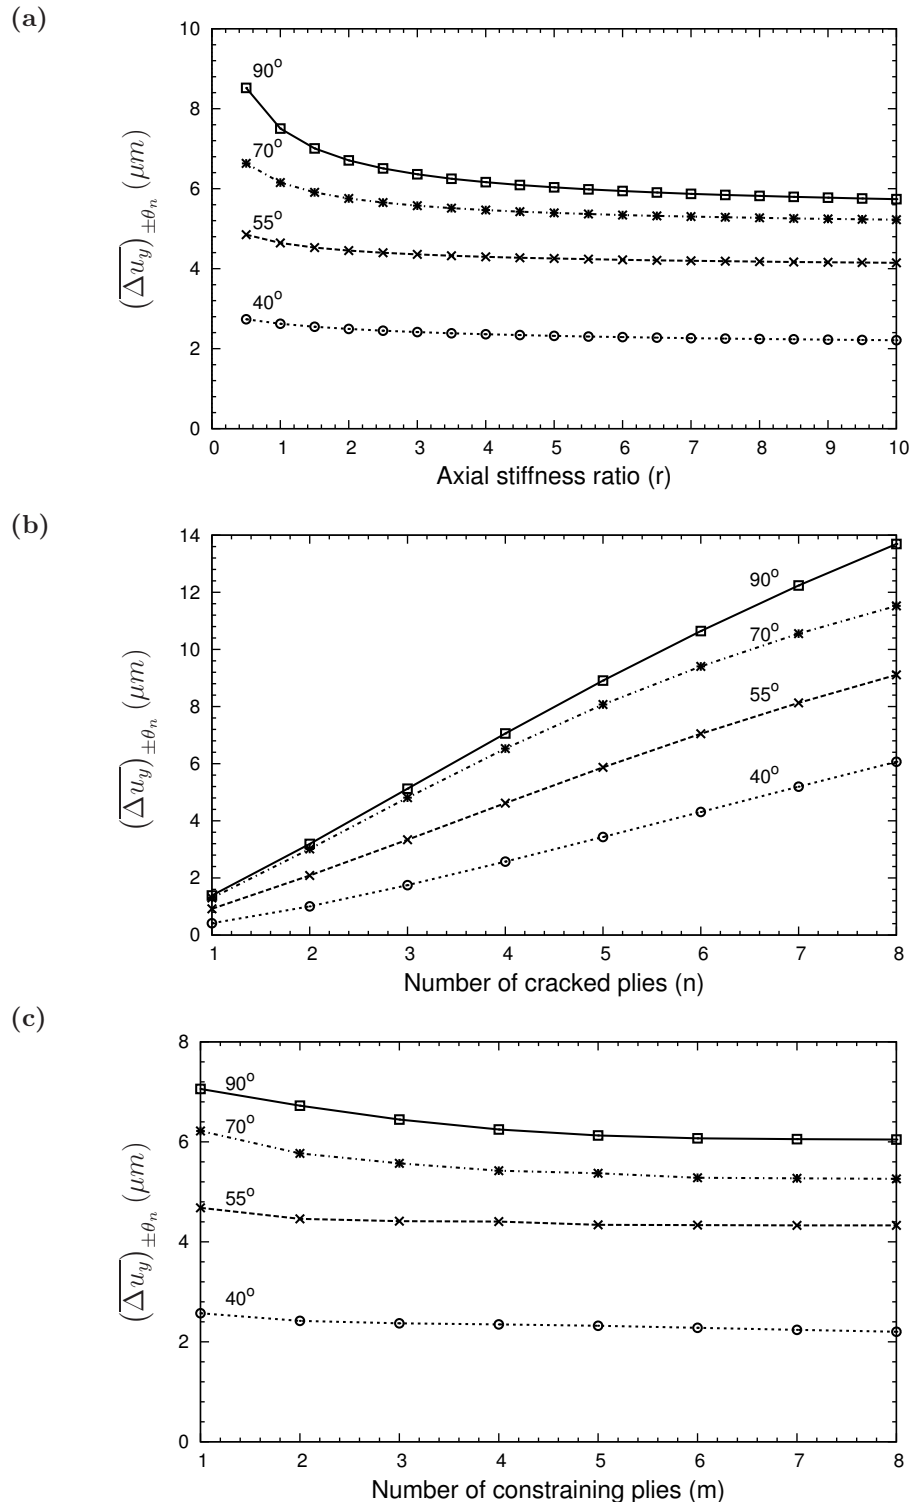 (a)
10
8
6
4
2
0
(Δu_y)_{±θ_n} (μm)
90°
70°
55°
40°
0 1 2 3 4 5 6 7 8 9 10
Axial stiffness ratio (r)
(b)
14
12
10
8
6
4
2
0
(Δu_y)_{±θ_n} (μm)
90°
70°
55°
40°
1 2 3 4 5 6 7 8
Number of cracked plies (n)
(c)
8
6
4
2
0
(Δu_y)_{±θ_n} (μm)
90°
70°
55°
40°
1 2 3 4 5 6 7 8
Number of constraining plies (m)